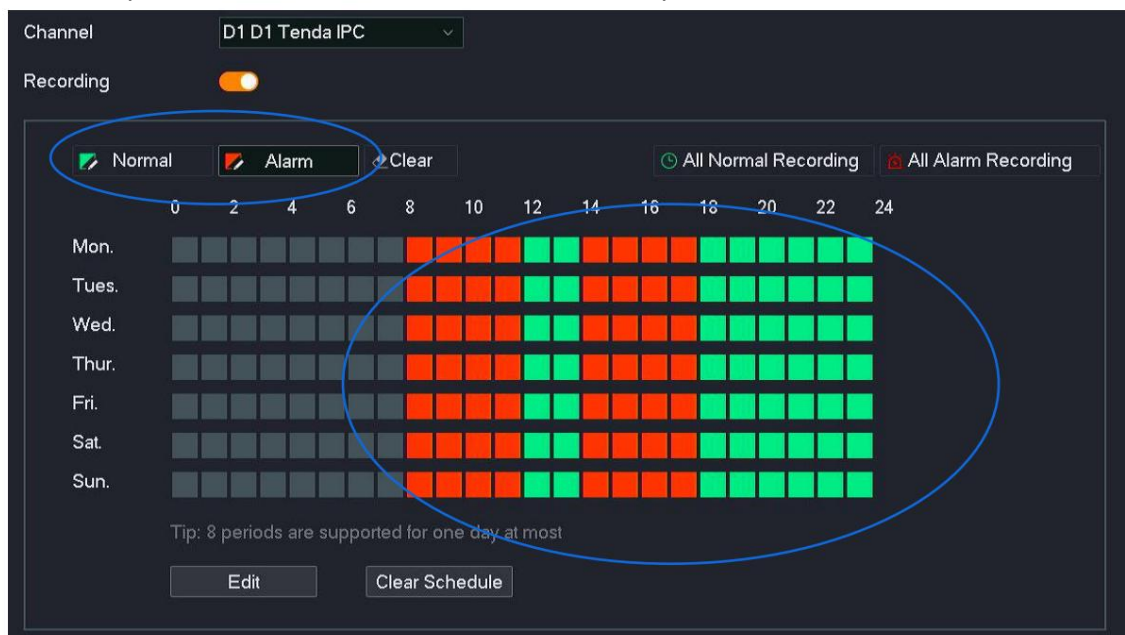 Channel D1 D1 Tenda IPC
Recording
Normal Alarm Clear All Normal Recording All Alarm Recording
0 2 4 6 8 10 12 14 16 18 20 22 24
Mon.
Tues.
Wed.
Thur.
Fri.
Sat.
Sun.
Tip: 8 periods are supported for one day at most
Edit Clear Schedule